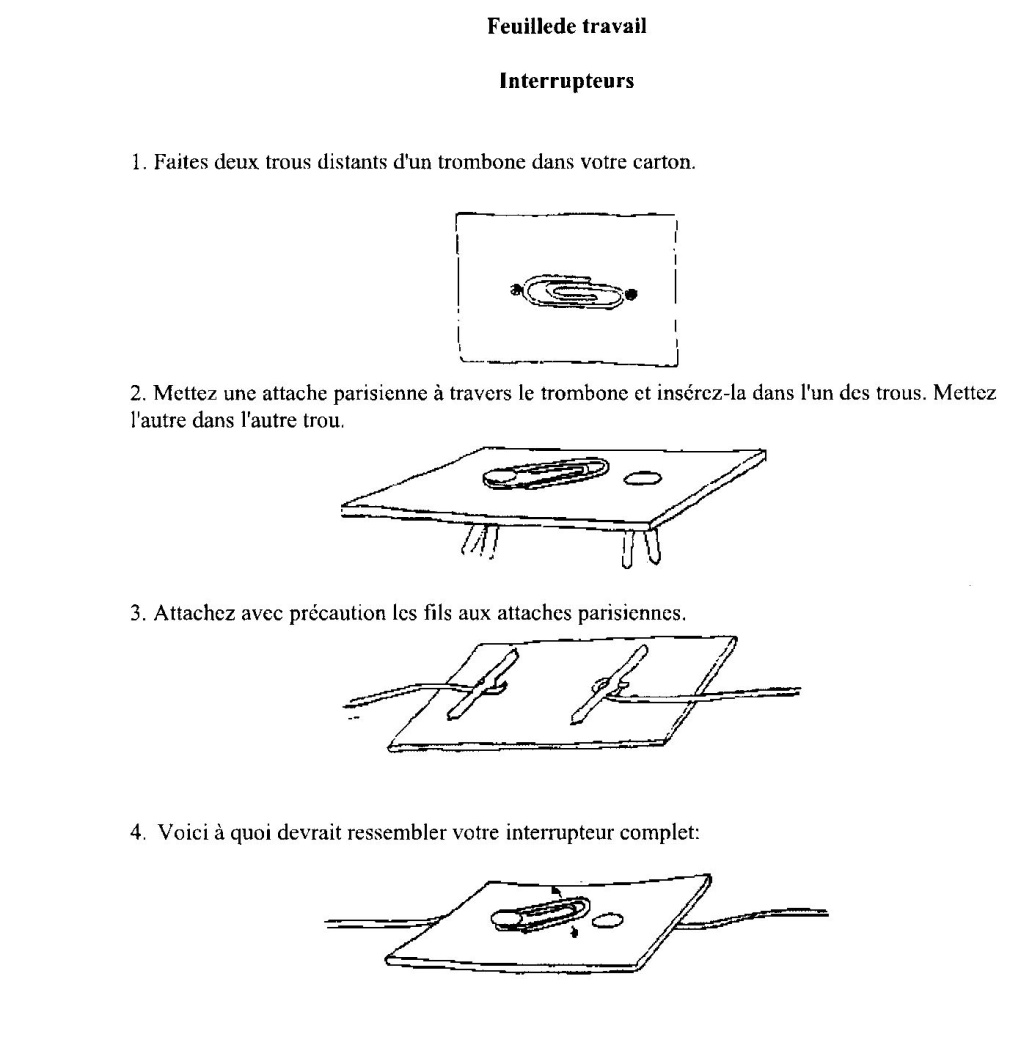 Feuillede travail
Interrupteurs
1. Faites deux trous distants d'un trombone dans votre carton.
2. Mettez une attache parisienne à travers le trombone et insérez-la dans l'un des trous. Mettez
l'autre dans l'autre trou.
3. Attachez avec précaution les fils aux attaches parisiennes.
4. Voici à quoi devrait ressembler votre interrupteur complet: